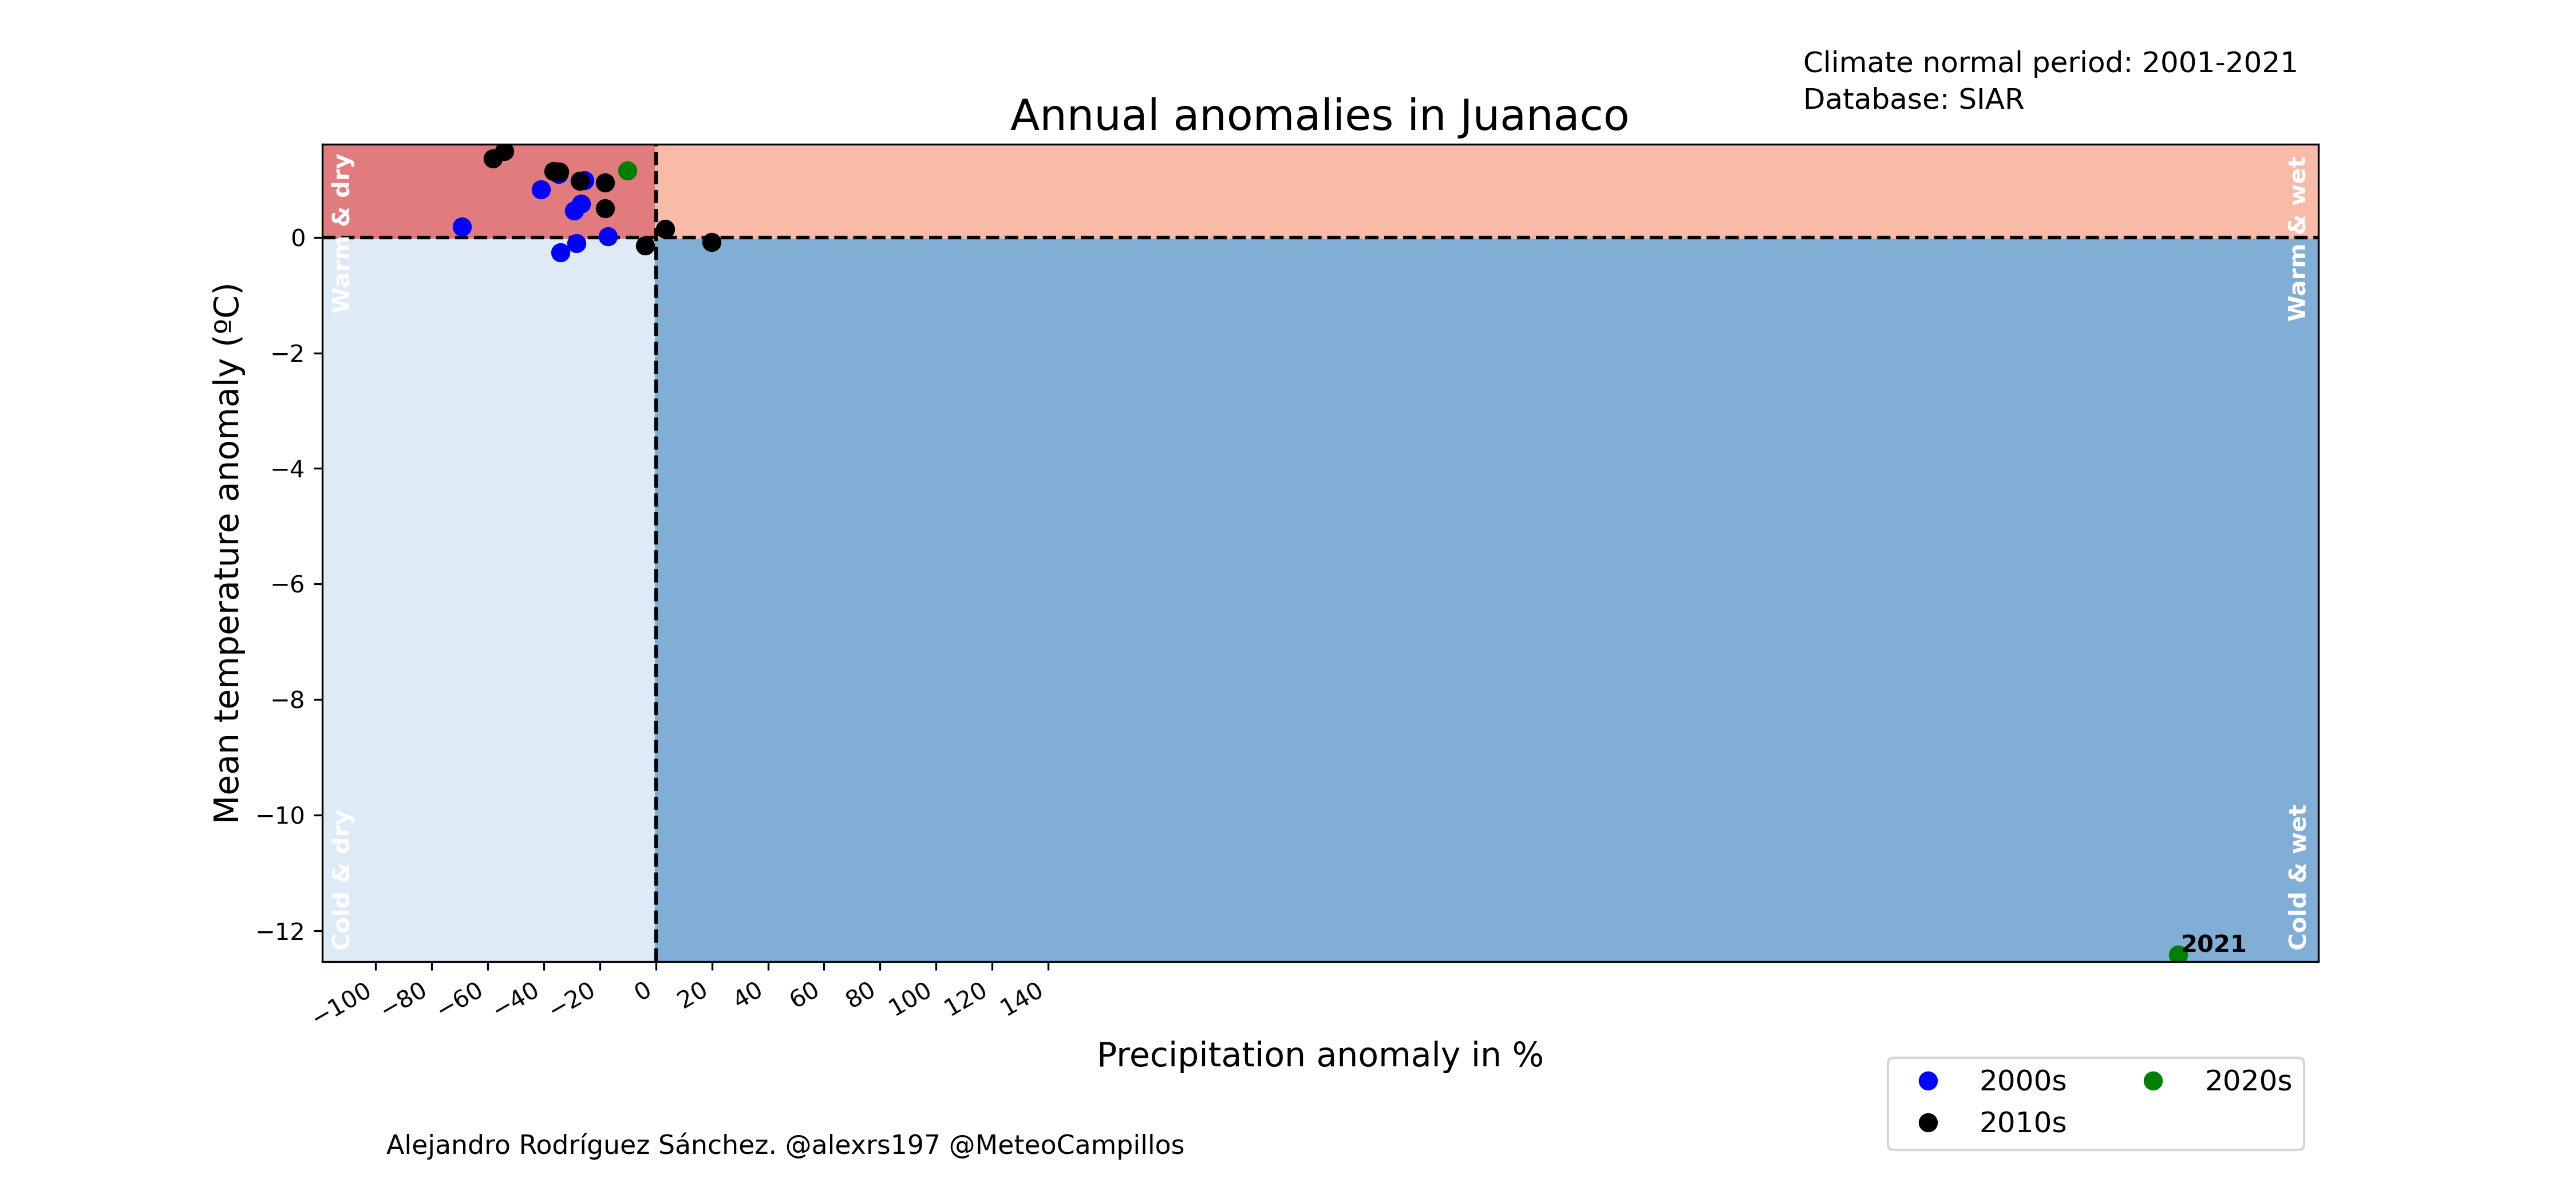 Climate normal period: 2001-2021
Database: SIAR
Annual anomalies in Juanaco
Warm & dry
Warm & wet
Cold & dry
Cold & wet
Mean temperature anomaly (ºC)
0
−2
−4
−6
−8
−10
−12
2021
−100
−80
−60
−40
−20
0
20
40
60
80
100
120
140
Precipitation anomaly in %
2000s
2010s
2020s
Alejandro Rodríguez Sánchez. @alexrs197 @MeteoCampillos